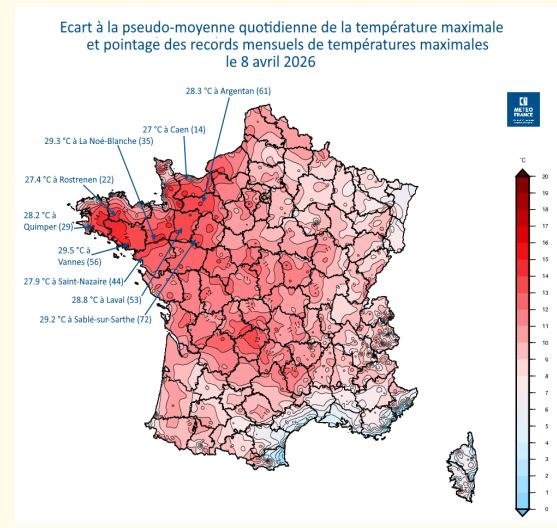 Ecart à la pseudo-moyenne quotidienne de la température maximale
et pointage des records mensuels de températures maximales
le 8 avril 2026
28.3 °C à Argentan (61)
METEO
FRANCE
27 °C à Caen (14)
29.3 °C à La Noé-Blanche (35)
27.4 °C à Rostrenen (22)
28.2 °C à
Quimper (29)
29.5 °C à
Vannes (56)
27.9 °C à Saint-Nazaire (44)
28.8 °C à Laval (53)
29.2 °C à Sablé-sur-Sarthe (72)
°C
20
19
18
17
16
15
14
13
12
11
10
9
8
7
6
5
4
3
2
1
0